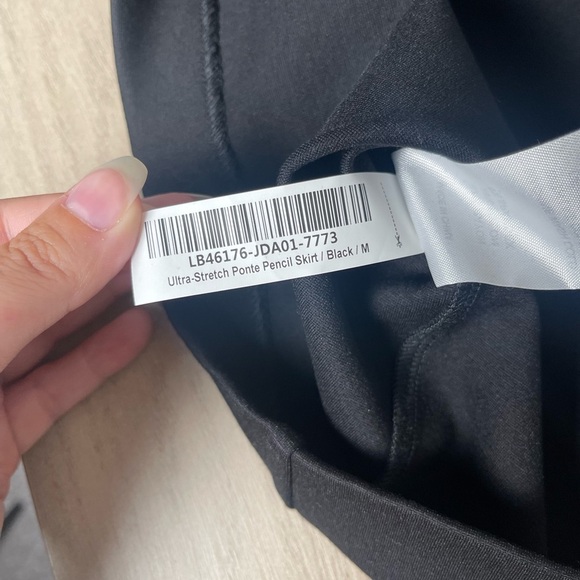 LB46176-JDA01-7773
Ultra-Stretch Ponte Pencil Skirt / Black / M